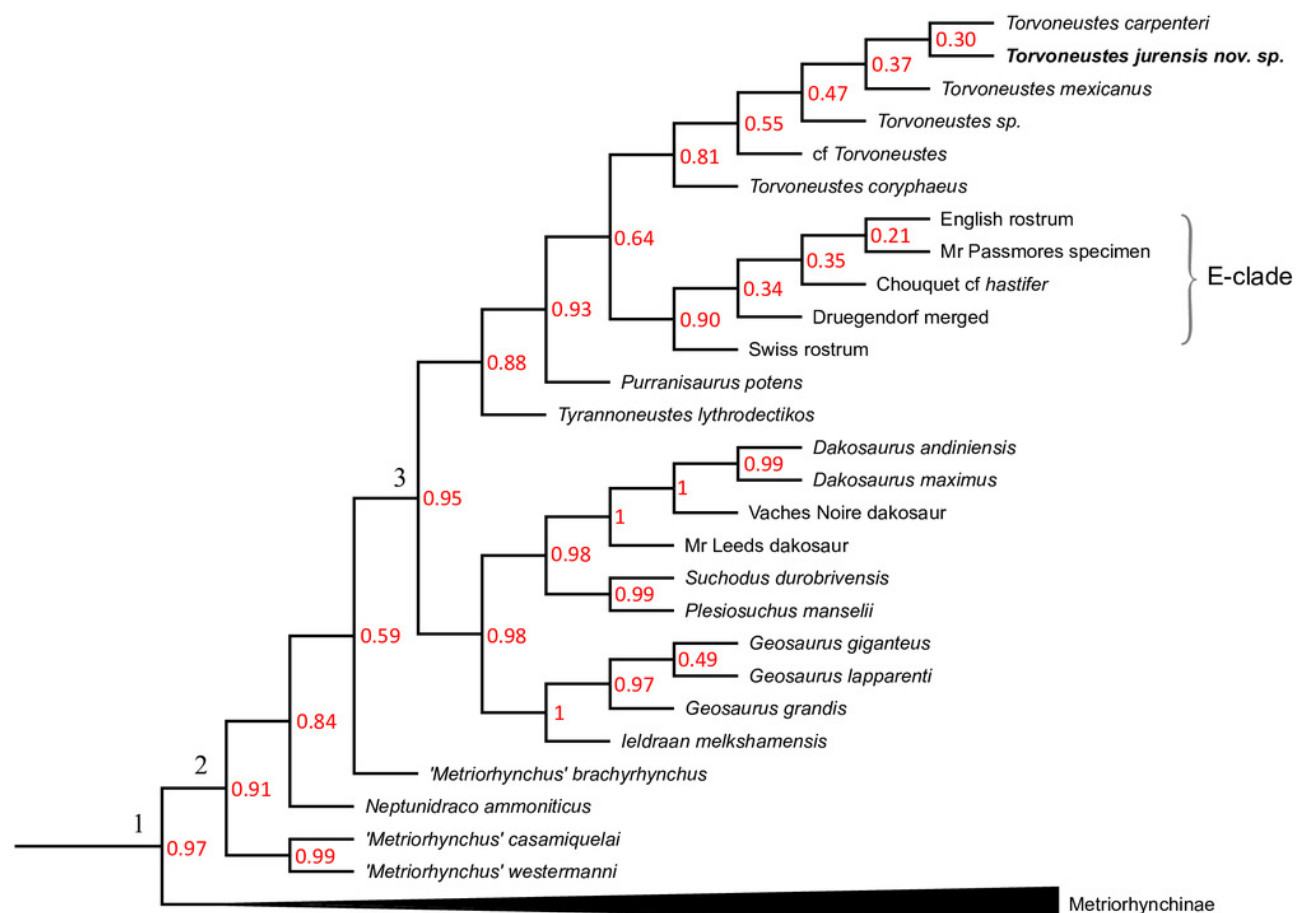 Torvoneustes carpenteri
0.30
Torvoneustes jurensis nov. sp.
0.37
Torvoneustes mexicanus
0.47
Torvoneustes sp.
0.55
cf Torvoneustes
0.81
Torvoneustes coryphaeus
English rostrum
0.64
0.21
Mr Passmores specimen
0.35
E-clade
Chouquet cf hastifer
0.34
0.93
Druegendorf merged
0.90
Swiss rostrum
0.88
Purranisaurus potens
Tyrannoneustes lythrodectikos
Dakosaurus andiniensis
0.99
3
Dakosaurus maximus
0.95
1
Vaches Noire dakosaur
1
Mr Leeds dakosaur
0.98
Suchodus durobrivensis
0.99
Plesiosuchus manselii
0.59
0.98
Geosaurus giganteus
0.49
Geosaurus lapparenti
0.97
Geosaurus grandis
1
0.84
Ieldraan melkshamensis
2
'Metriorhynchus' brachyrhynchus
0.91
Neptunidraco ammoniticus
1
'Metriorhynchus' casamiquelai
0.97
0.99
'Metriorhynchus' westermanni
Metriorhynchinae